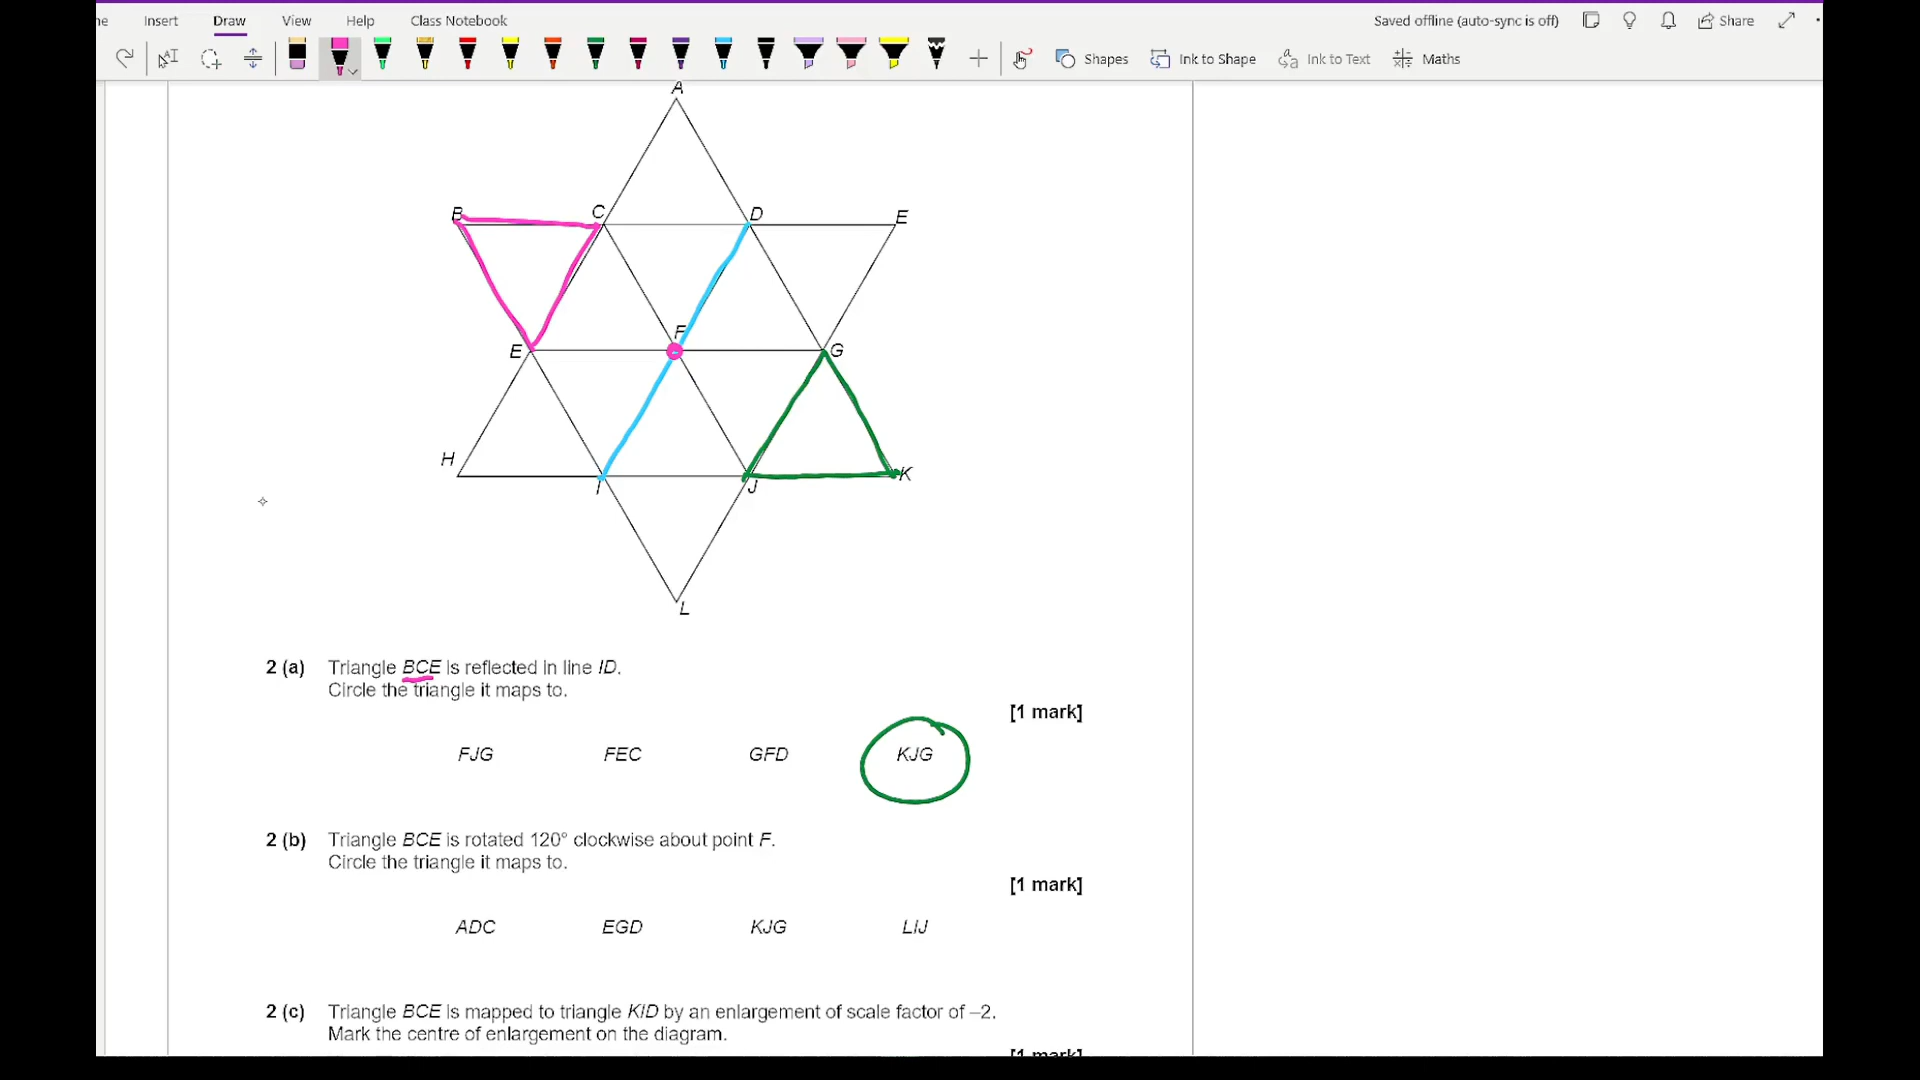 ne Insert Draw View Help Class Notebook Saved offline (auto-sync is off) Share
Shapes Ink to Shape Ink to Text Maths
A
B C D E
E F G
H I J K
L
2 (a) Triangle BCE is reflected in line ID.
Circle the triangle it maps to.
[1 mark]
FJG FEC GFD KJG
2 (b) Triangle BCE is rotated 120° clockwise about point F.
Circle the triangle it maps to.
[1 mark]
ADC EGD KJG LIJ
2 (c) Triangle BCE is mapped to triangle KID by an enlargement of scale factor of –2.
Mark the centre of enlargement on the diagram.
[1 mark]